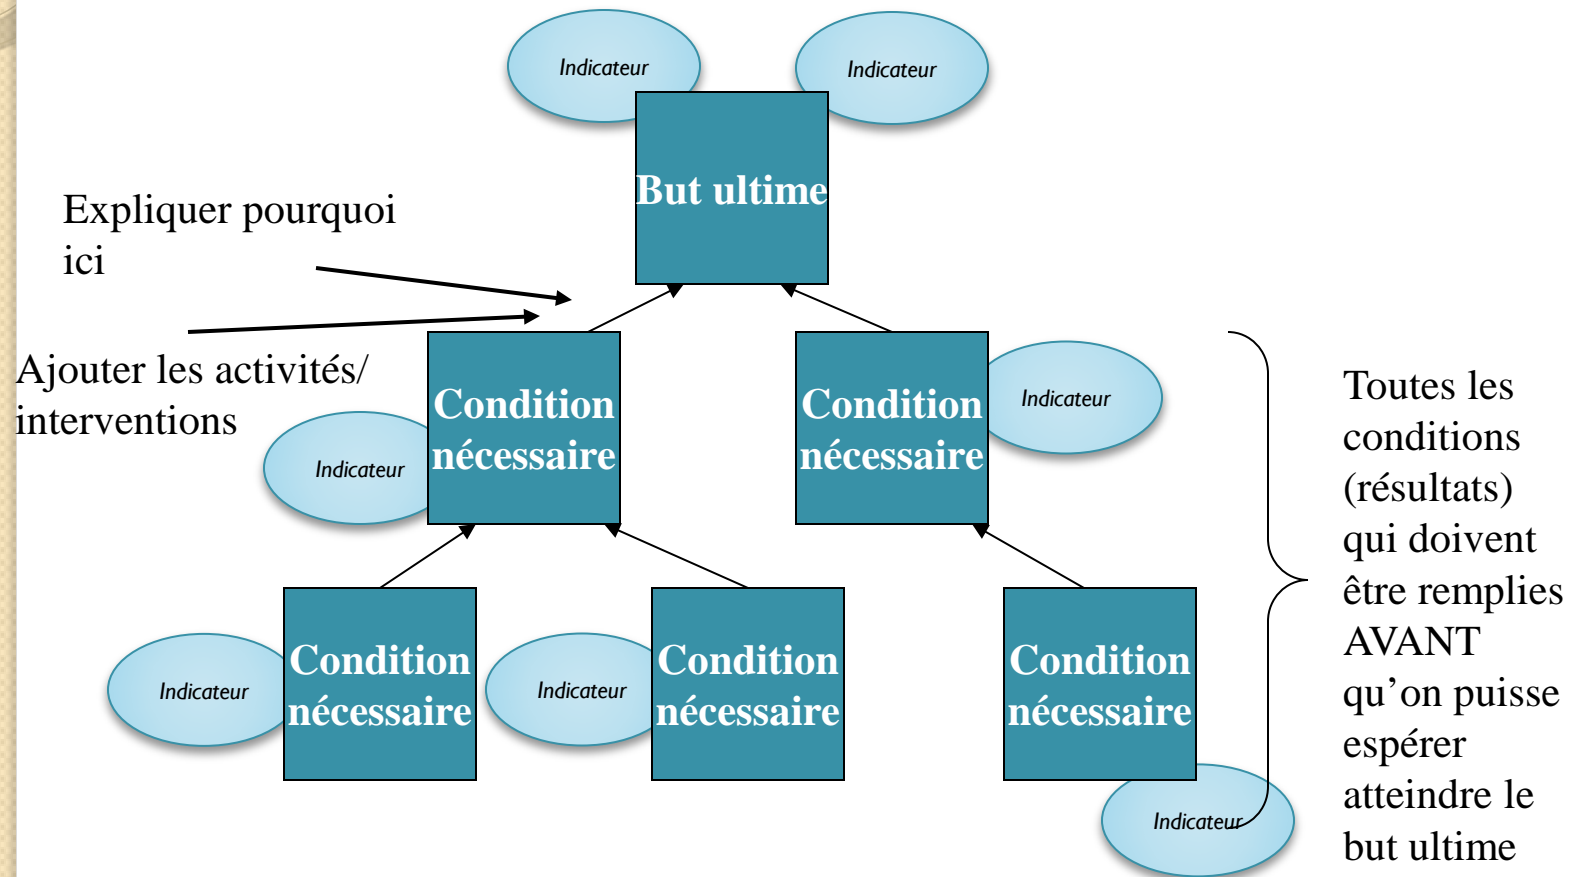 Indicateur
Indicateur
But ultime
Expliquer pourquoi
ici
Ajouter les activités/
interventions
Condition
nécessaire
Indicateur
Condition
nécessaire
Indicateur
Condition
nécessaire
Indicateur
Condition
nécessaire
Indicateur
Condition
nécessaire
Indicateur
Toutes les
conditions
(résultats)
qui doivent
être remplies
AVANT
qu’on puisse
espérer
atteindre le
but ultime